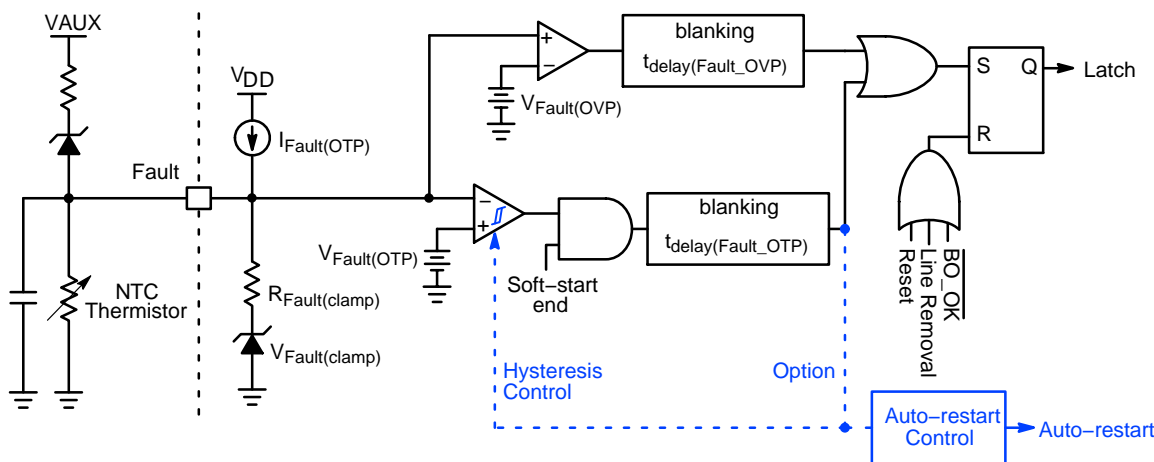 VAUX
VDD
IFault(OTP)
Fault
NTC
Thermistor
RFault(clamp)
VFault(clamp)
+
−
VFault(OVP)
blanking
tdelay(Fault_OVP)
−
+
VFault(OTP)
Soft−start
end
blanking
tdelay(Fault_OTP)
S
Q
R
Latch
Reset
Line Removal
BO_OK
Hysteresis
Control
Option
Auto−restart
Control
Auto−restart